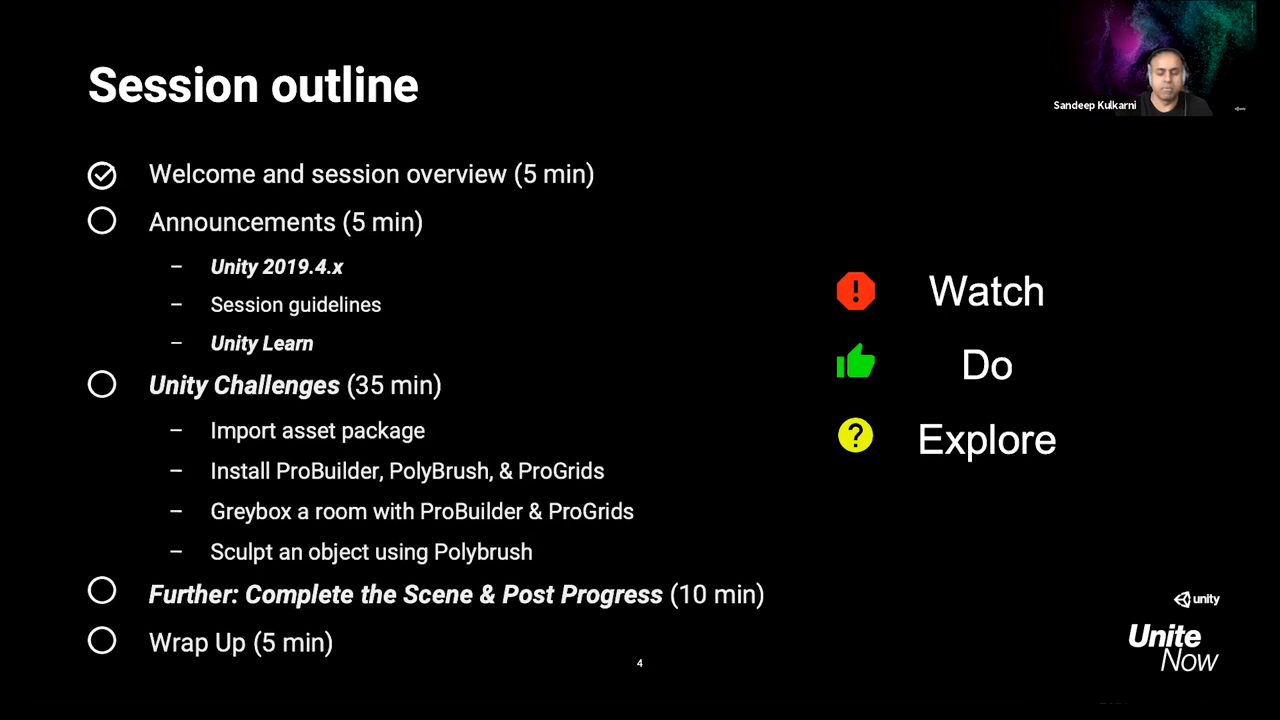 Session outline
Sandeep Kulkarni
Welcome and session overview (5 min)
Announcements (5 min)
– Unity 2019.4.x
– Session guidelines
– Unity Learn
Unity Challenges (35 min)
– Import asset package
– Install ProBuilder, PolyBrush, & ProGrids
– Greybox a room with ProBuilder & ProGrids
– Sculpt an object using Polybrush
Further: Complete the Scene & Post Progress (10 min)
Wrap Up (5 min)
Watch
Do
Explore
unity
Unite
Now
4